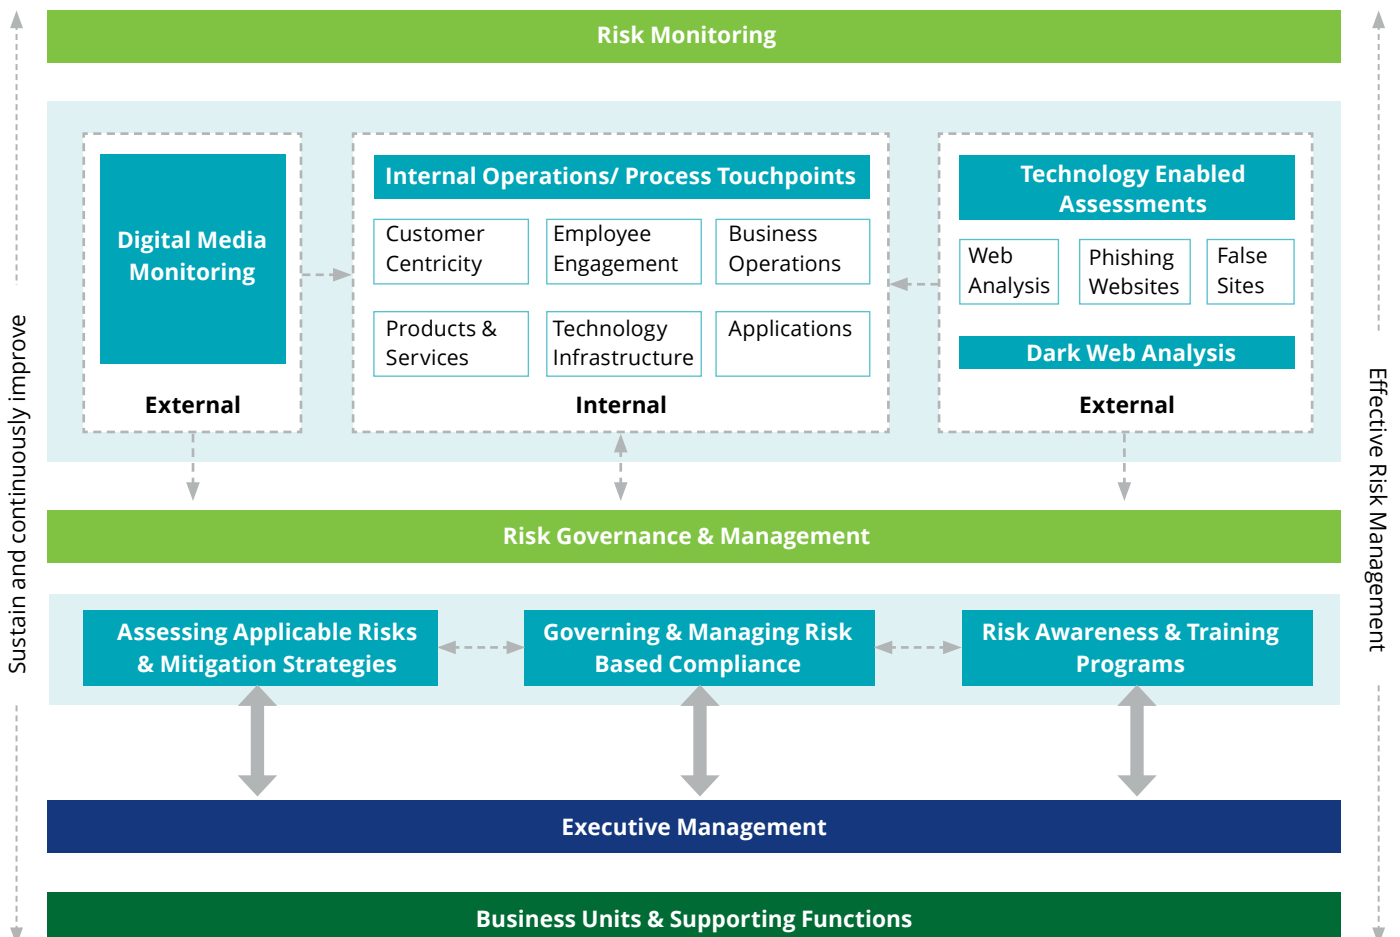 Risk Monitoring
Digital Media
Monitoring
External
Internal Operations/ Process Touchpoints
Customer
Centricity
Employee
Engagement
Business
Operations
Products &
Services
Technology
Infrastructure
Applications
Internal
Technology Enabled
Assessments
Web
Analysis
Phishing
Websites
False
Sites
Dark Web Analysis
External
Sustain and continuously improve
Effective Risk Management
Risk Governance & Management
Assessing Applicable Risks
& Mitigation Strategies
Governing & Managing Risk
Based Compliance
Risk Awareness & Training
Programs
Executive Management
Business Units & Supporting Functions